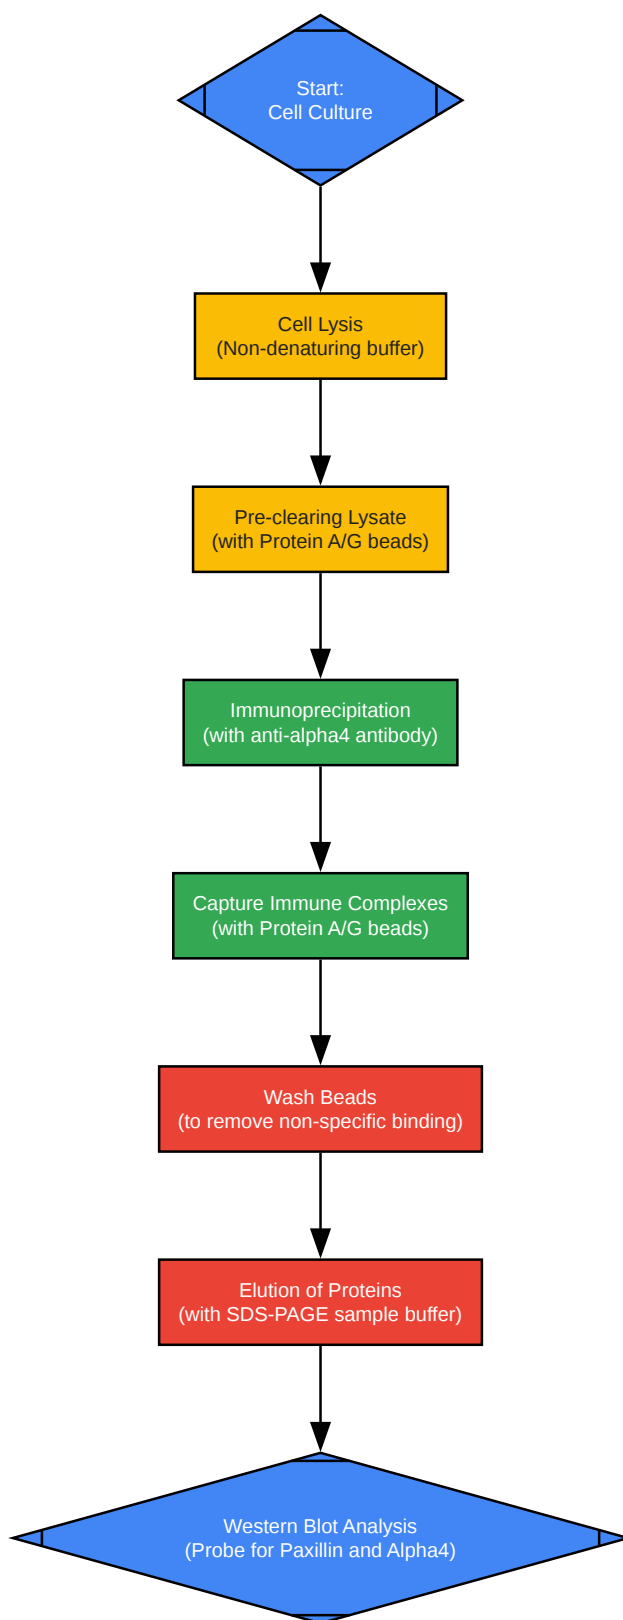 Start:
Cell Culture
Cell Lysis
(Non-denaturing buffer)
Pre-clearing Lysate
(with Protein A/G beads)
Immunoprecipitation
(with anti-alpha4 antibody)
Capture Immune Complexes
(with Protein A/G beads)
Wash Beads
(to remove non-specific binding)
Elution of Proteins
(with SDS-PAGE sample buffer)
Western Blot Analysis
(Probe for Paxillin and Alpha4)